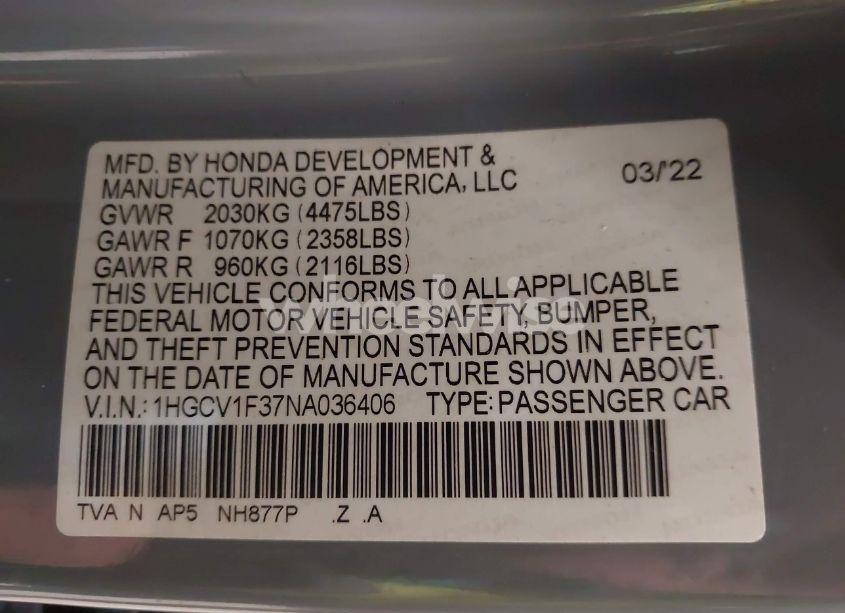 MFD. BY HONDA DEVELOPMENT &
MANUFACTURING OF AMERICA, LLC 03/'22
GVWR 2030KG (4475LBS)
GAWR F 1070KG (2358LBS)
GAWR R 960KG (2116LBS)
THIS VEHICLE CONFORMS TO ALL APPLICABLE
FEDERAL MOTOR VEHICLE SAFETY, BUMPER,
AND THEFT PREVENTION STANDARDS IN EFFECT
ON THE DATE OF MANUFACTURE SHOWN ABOVE.
V.I.N.: 1HGCV1F37NA036406 TYPE: PASSENGER CAR
TVA N AP5 NH877P .Z .A